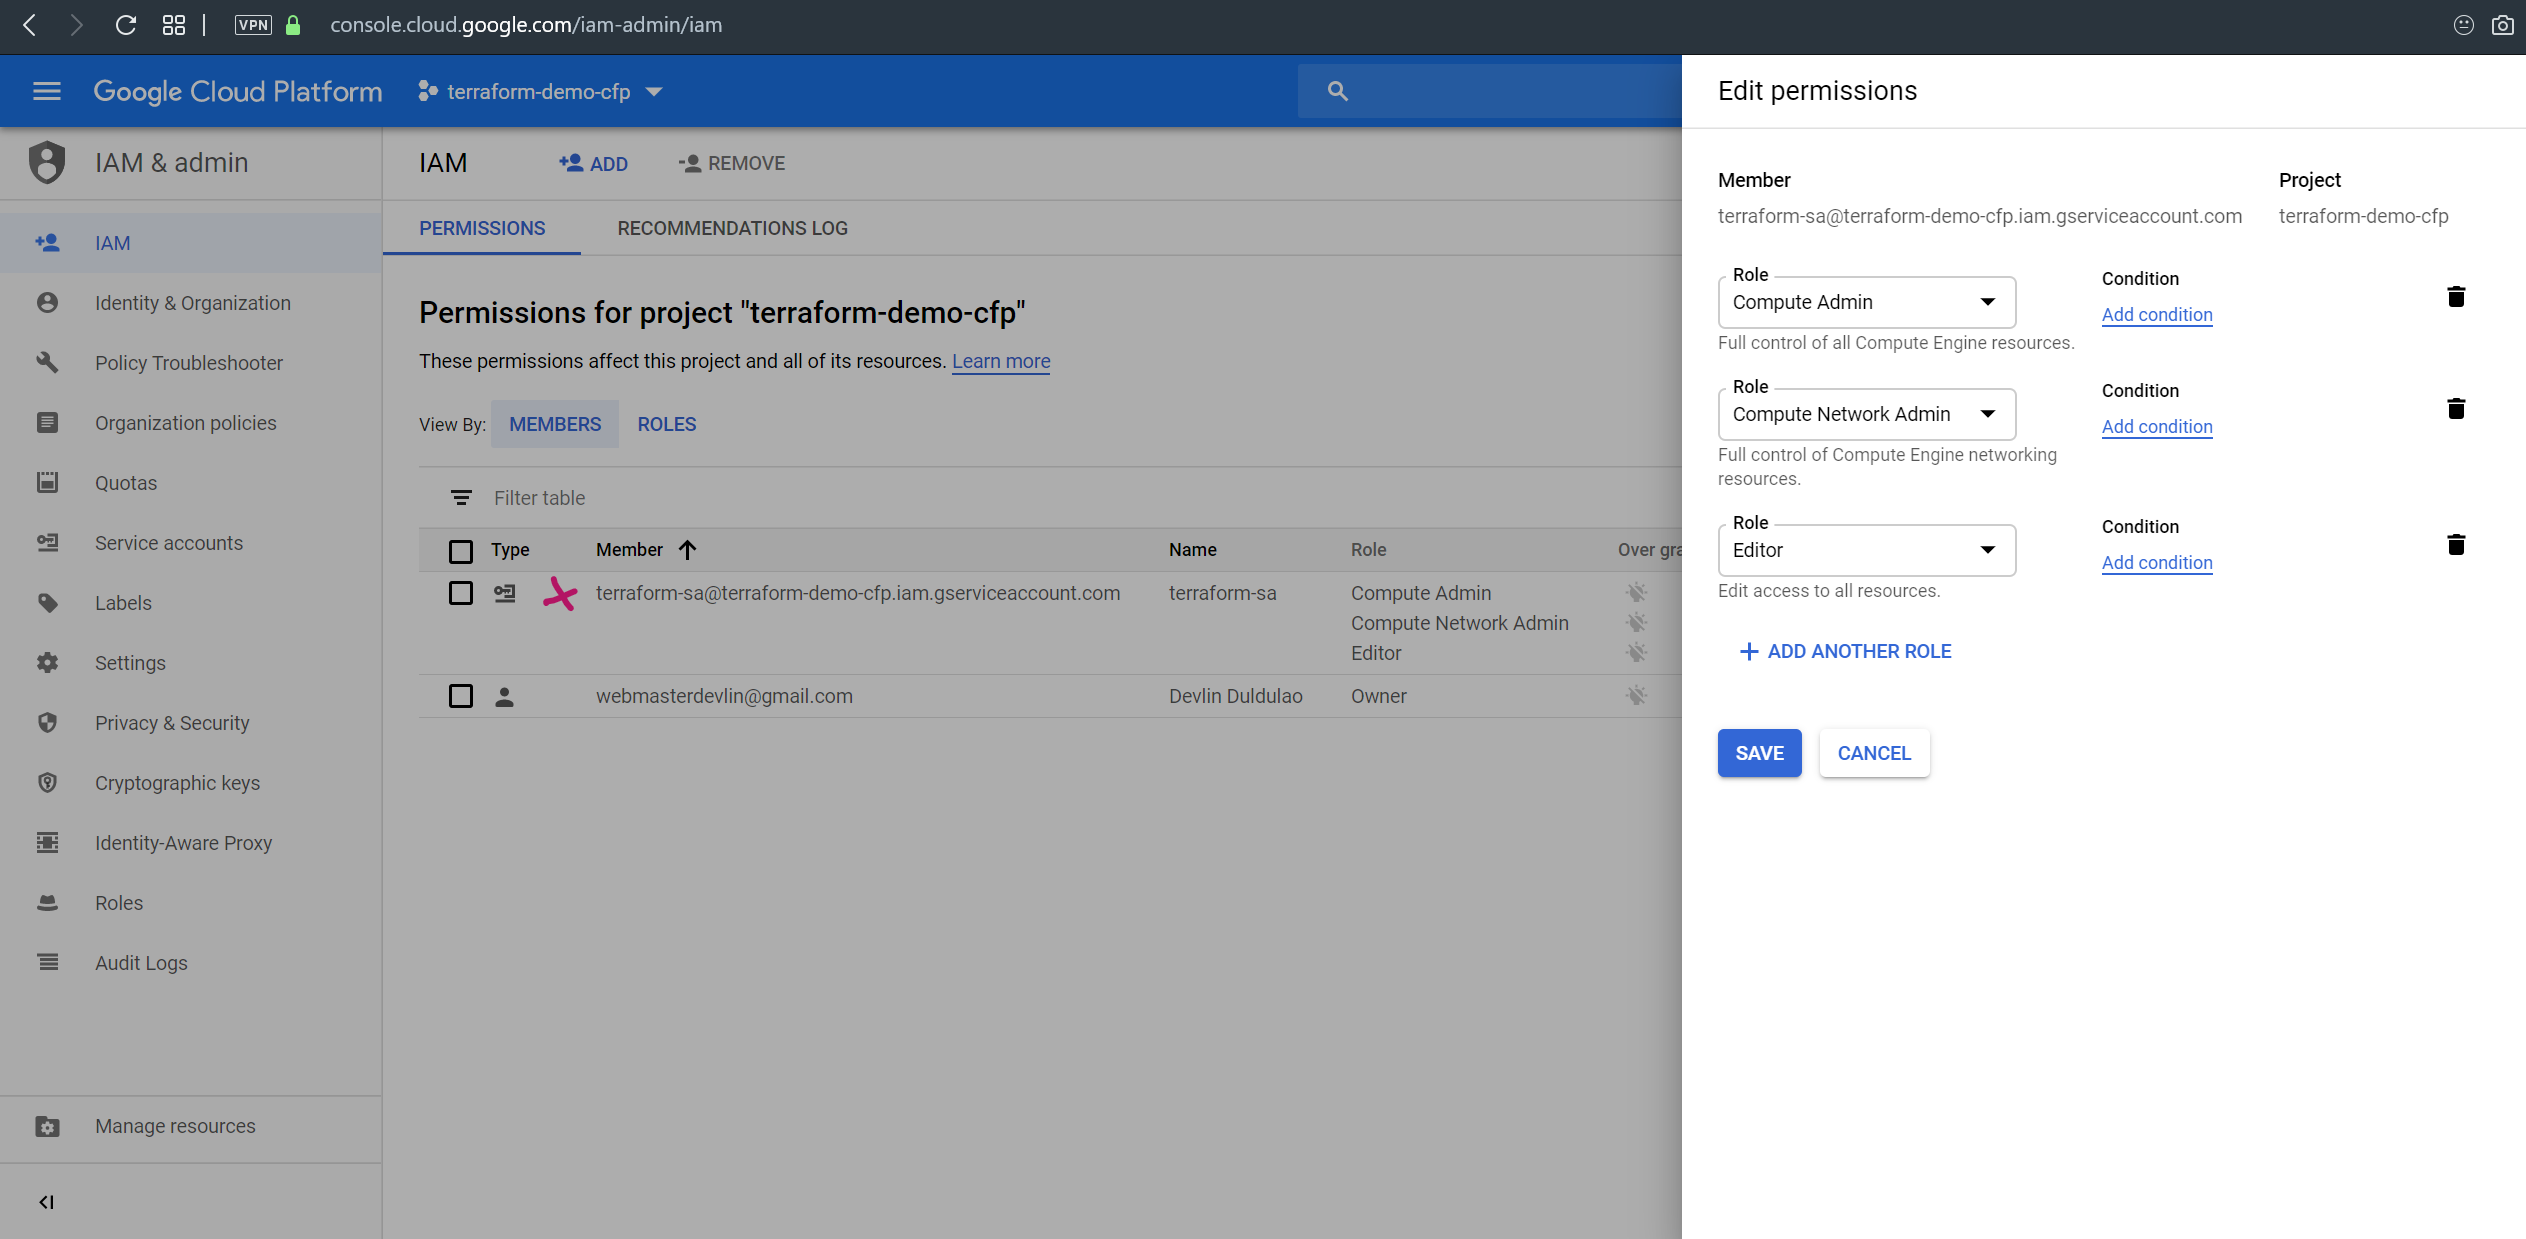 VPN console.cloud.google.com/iam-admin/iam
Google Cloud Platform terraform-demo-cfp
IAM & admin
IAM
Identity & Organization
Policy Troubleshooter
Organization policies
Quotas
Service accounts
Labels
Settings
Privacy & Security
Cryptographic keys
Identity-Aware Proxy
Roles
Audit Logs
Manage resources
IAM ADD REMOVE
PERMISSIONS RECOMMENDATIONS LOG
Permissions for project "terraform-demo-cfp"
These permissions affect this project and all of its resources. Learn more
View By: MEMBERS ROLES
Filter table
Type Member Name Role Over gra
terraform-sa@terraform-demo-cfp.iam.gserviceaccount.com terraform-sa Compute Admin
Compute Network Admin
Editor
webmasterdevlin@gmail.com Devlin Duldulao Owner
Edit permissions
Member Project
terraform-sa@terraform-demo-cfp.iam.gserviceaccount.com terraform-demo-cfp
Role Condition
Compute Admin Add condition
Full control of all Compute Engine resources.
Role Condition
Compute Network Admin Add condition
Full control of Compute Engine networking
resources.
Role Condition
Editor Add condition
Edit access to all resources.
ADD ANOTHER ROLE
SAVE CANCEL